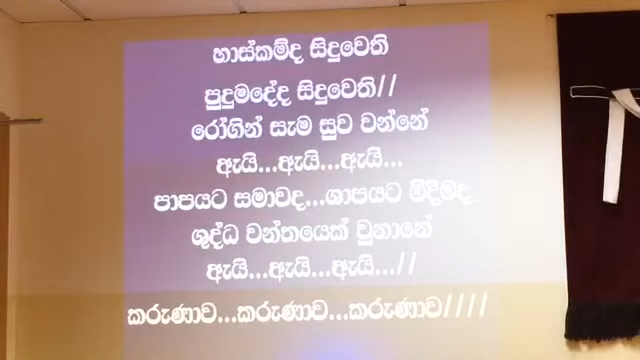 හාස්කම්ද සිදුවෙති
පුදුමදේද සිදුවෙති//
රෝගින් සැම සුව වන්නේ
ඇයි...ඇයි...ඇයි...
පාපයට සමාවද...ශාපයට මිදීමද
ශුද්ධ වන්තයෙක් වුනානේ
ඇයි...ඇයි...ඇයි...//
කරුණාව...කරුණාව...කරුණාව////